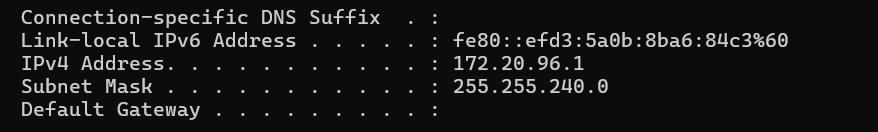 Connection-specific DNS Suffix  . :
Link-local IPv6 Address . . . . . : fe80::efd3:5a0b:8ba6:84c3%60
IPv4 Address. . . . . . . . . . . : 172.20.96.1
Subnet Mask . . . . . . . . . . . : 255.255.240.0
Default Gateway . . . . . . . . . :